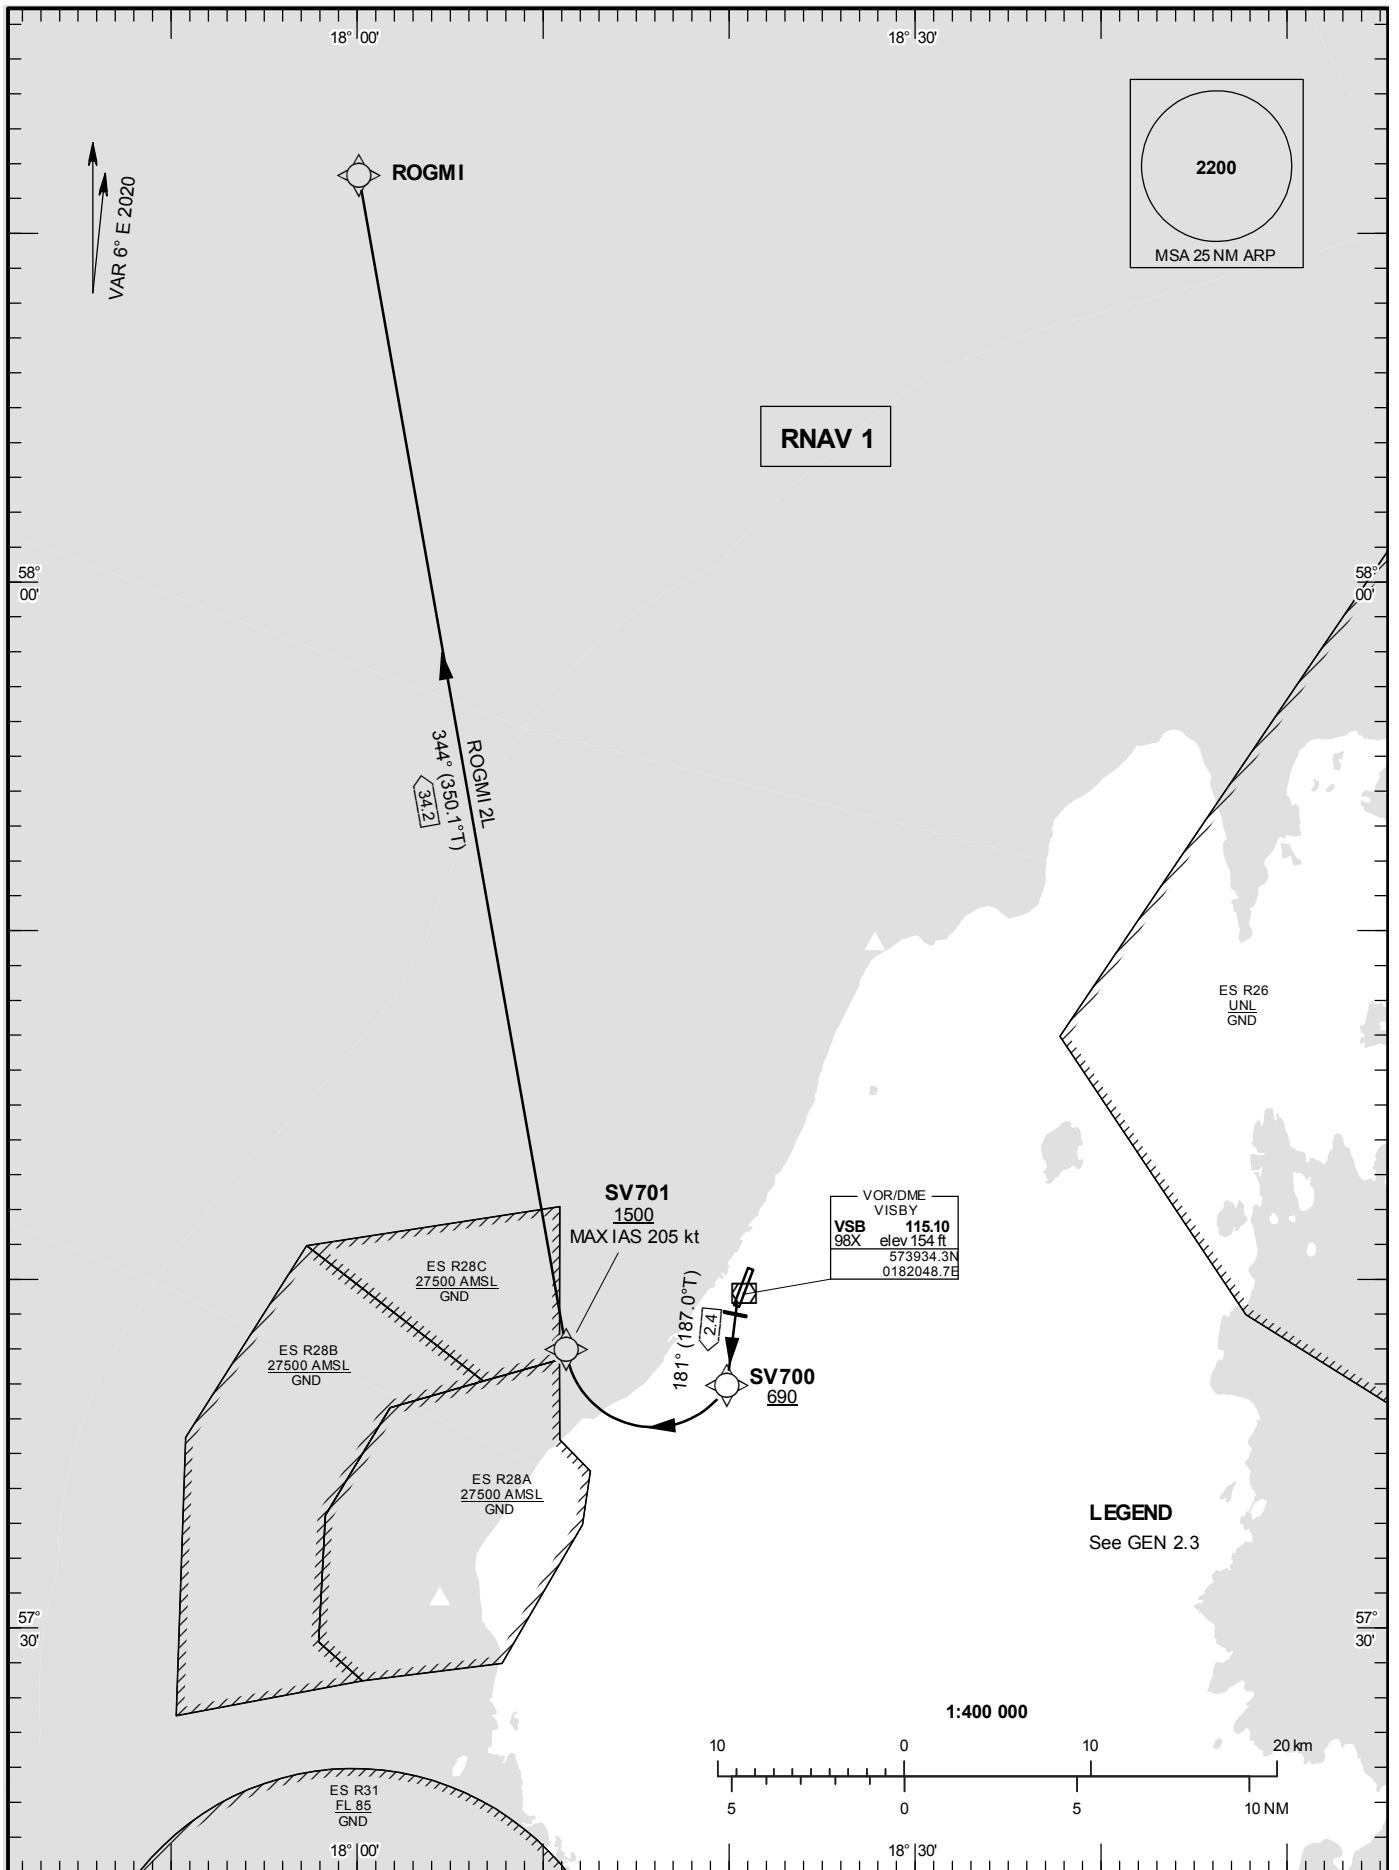 18° 00'
18° 30'
VAR 6° E 2020
ROGMI
2200
MSA 25 NM ARP
RNAV 1
58°
00'
58°
00'
ROGMI 2L
344° (350.1°T)
34.2
ES R26
UNL
GND
SV701
1500
MAX IAS 205 kt
VOR/DME
VISBY
VSB 115.10
98X elev 154 ft
573934.3N
0182048.7E
ES R28C
27500 AMSL
GND
181° (187.0°T)
2.4
ES R28B
27500 AMSL
GND
SV700
690
ES R28A
27500 AMSL
GND
LEGEND
See GEN 2.3
57°
30'
57°
30'
1:400 000
10 0 10 20 km
5 0 5 10 NM
ES R31
FL 85
GND
18° 00'
18° 30'